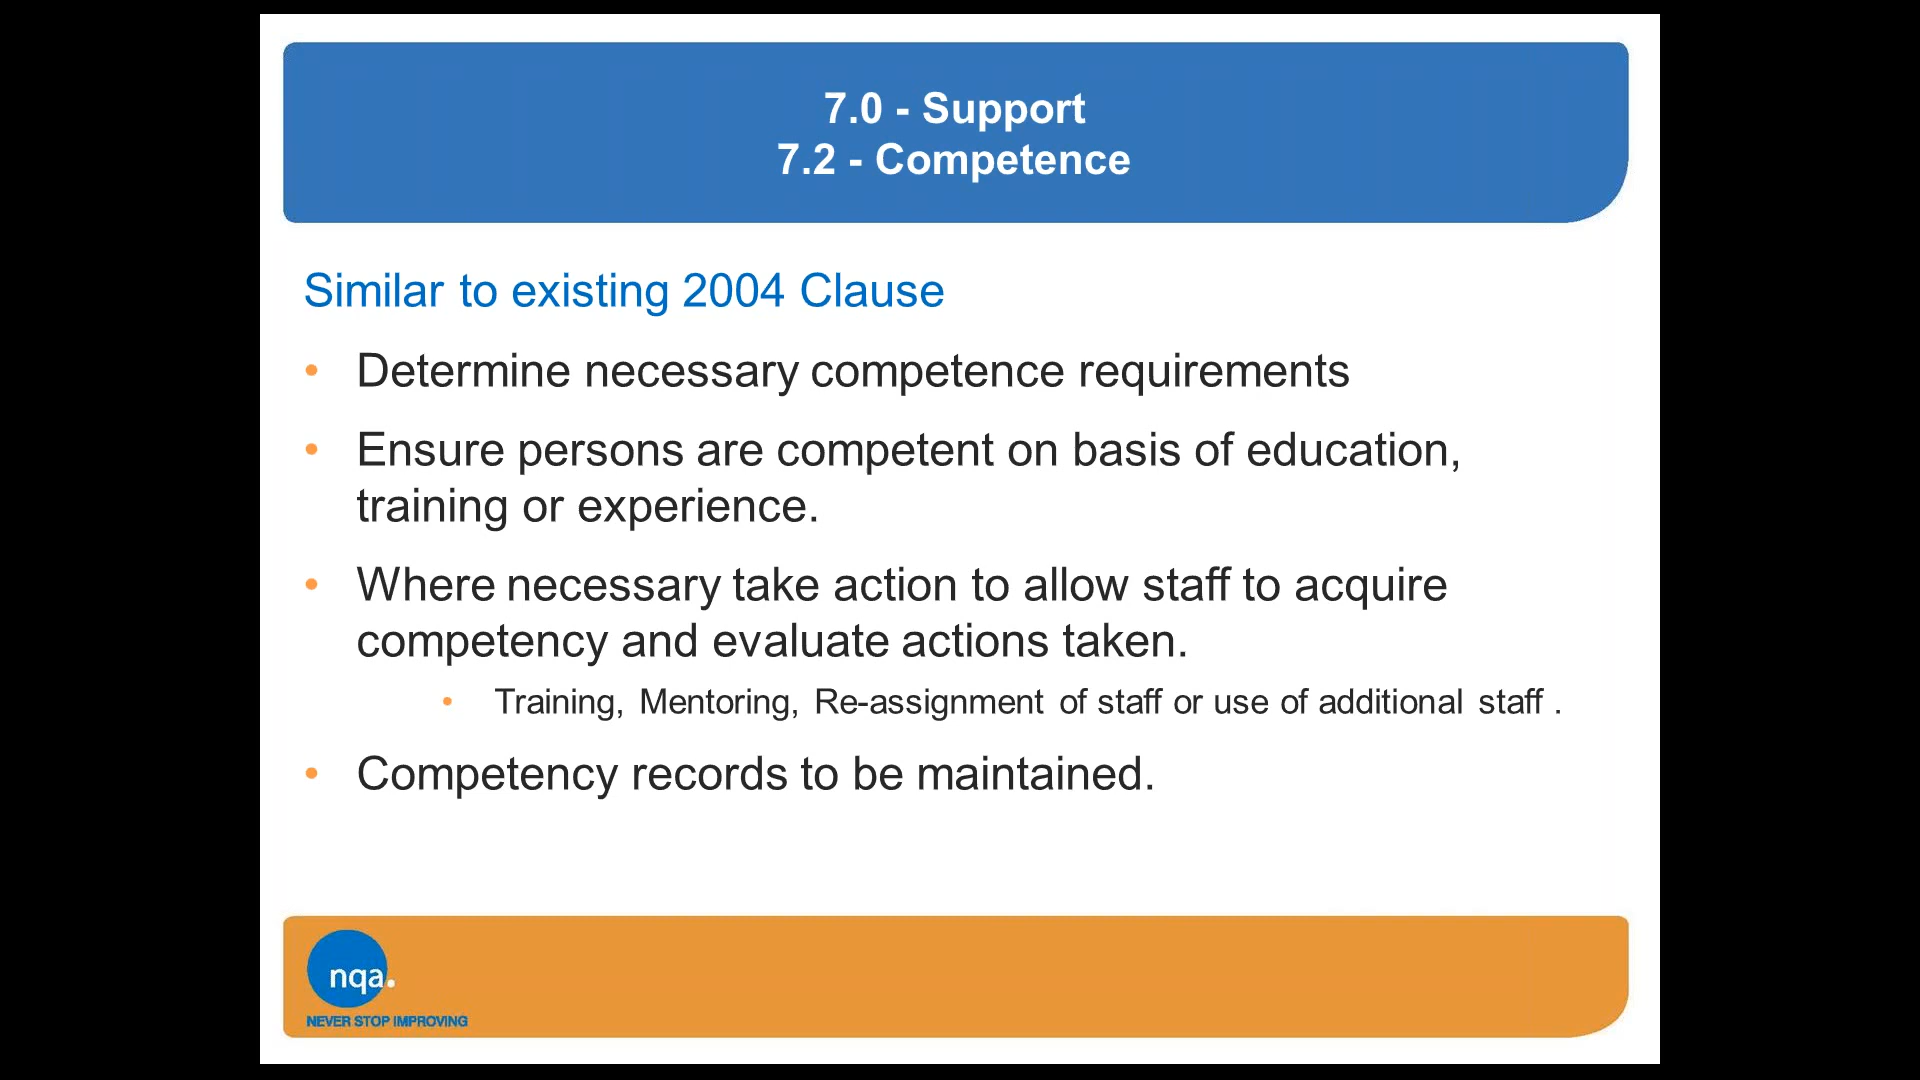 7.0 - Support
7.2 - Competence
Similar to existing 2004 Clause
• Determine necessary competence requirements
• Ensure persons are competent on basis of education,
training or experience.
• Where necessary take action to allow staff to acquire
competency and evaluate actions taken.
• Training, Mentoring, Re-assignment of staff or use of additional staff .
• Competency records to be maintained.
nqa.
NEVER STOP IMPROVING